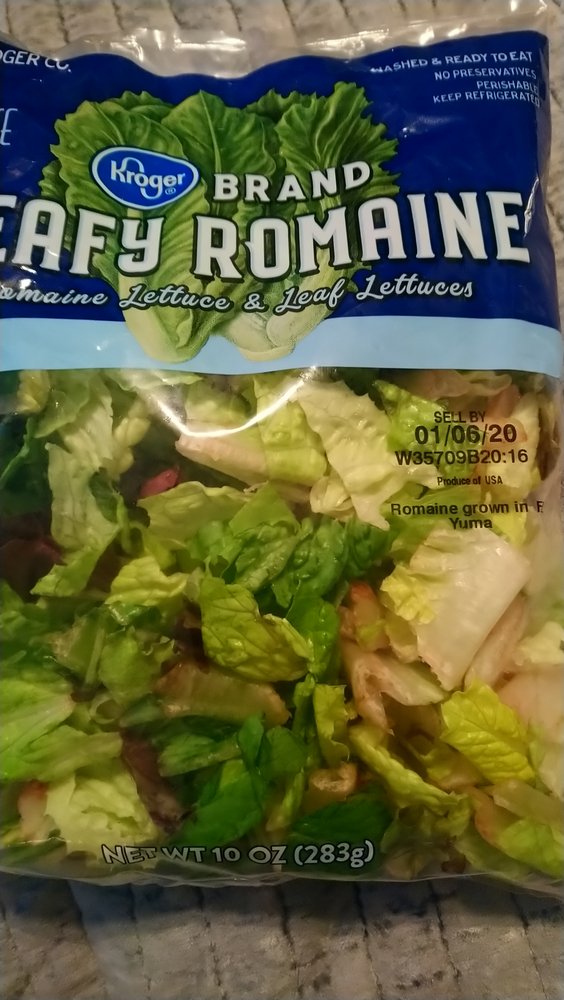 OGER CO.
WASHED & READY TO EAT
NO PRESERVATIVES
PERISHABLE
KEEP REFRIGERATED
E
Kroger®
BRAND
EAFY ROMAINE
omaine Lettuce & Leaf Lettuces
SELL BY
01/06/20
W35709B20:16
Produce of USA
Romaine grown in F
Yuma
NET WT 10 OZ (283g)